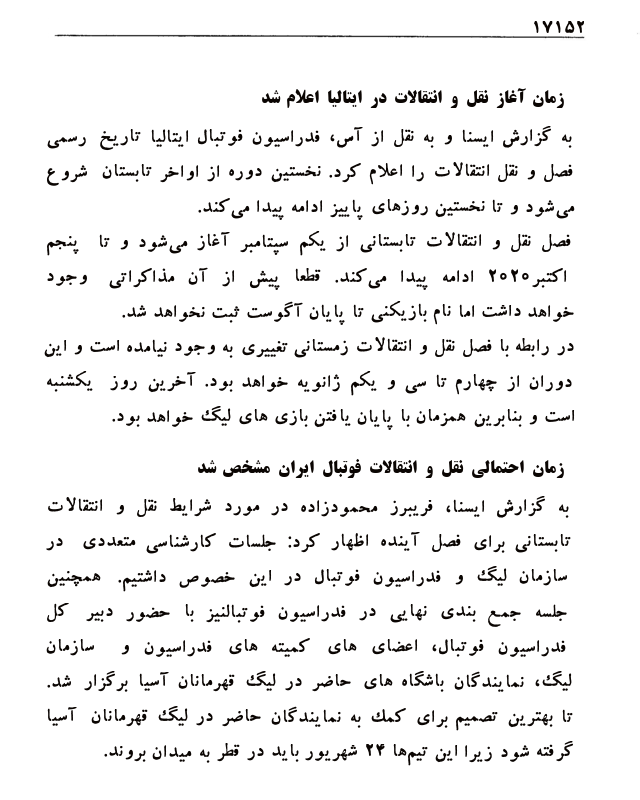 ۱۷۱۵۲
زمان آغاز نقل و انتقالات در ایتالیا اعلام شد
به گزارش ایسنا و به نقل از آس، فدراسیون فوتبال ایتالیا تاریخ رسمی
فصل و نقل انتقالات را اعلام کرد. نخستین دوره از اواخر تابستان شروع
می‌شود و تا نخستین روزهای پاییز ادامه پیدا می‌کند.
فصل نقل و انتقالات تابستانی از یکم سپتامبر آغاز می‌شود و تا پنجم
اکتبر۲۰۲۰ ادامه پیدا می‌کند. قطعا پیش از آن مذاکراتی وجود
خواهد داشت اما نام بازیکنی تا پایان آگوست ثبت نخواهد شد.
در رابطه با فصل نقل و انتقالات زمستانی تغییری به وجود نیامده است و این
دوران از چهارم تا سی و یکم ژانویه خواهد بود. آخرین روز یکشنبه
است و بنابرین همزمان با پایان یافتن بازی های لیگ خواهد بود.
زمان احتمالی نقل و انتقالات فوتبال ایران مشخص شد
به گزارش ایسنا، فریبرز محمودزاده در مورد شرایط نقل و انتقالات
تابستانی برای فصل آینده اظهار کرد: جلسات کارشناسی متعددی در
سازمان لیگ و فدراسیون فوتبال در این خصوص داشتیم. همچنین
جلسه جمع بندی نهایی در فدراسیون فوتبالنیز با حضور دبیر کل
فدراسیون فوتبال، اعضای های کمیته های فدراسیون و سازمان
لیگ، نمایندگان باشگاه های حاضر در لیگ قهرمانان آسیا برگزار شد.
تا بهترین تصمیم برای کمک به نمایندگان حاضر در لیگ قهرمانان آسیا
گرفته شود زیرا این تیم‌ها ۲۴ شهریور باید در قطر به میدان بروند.